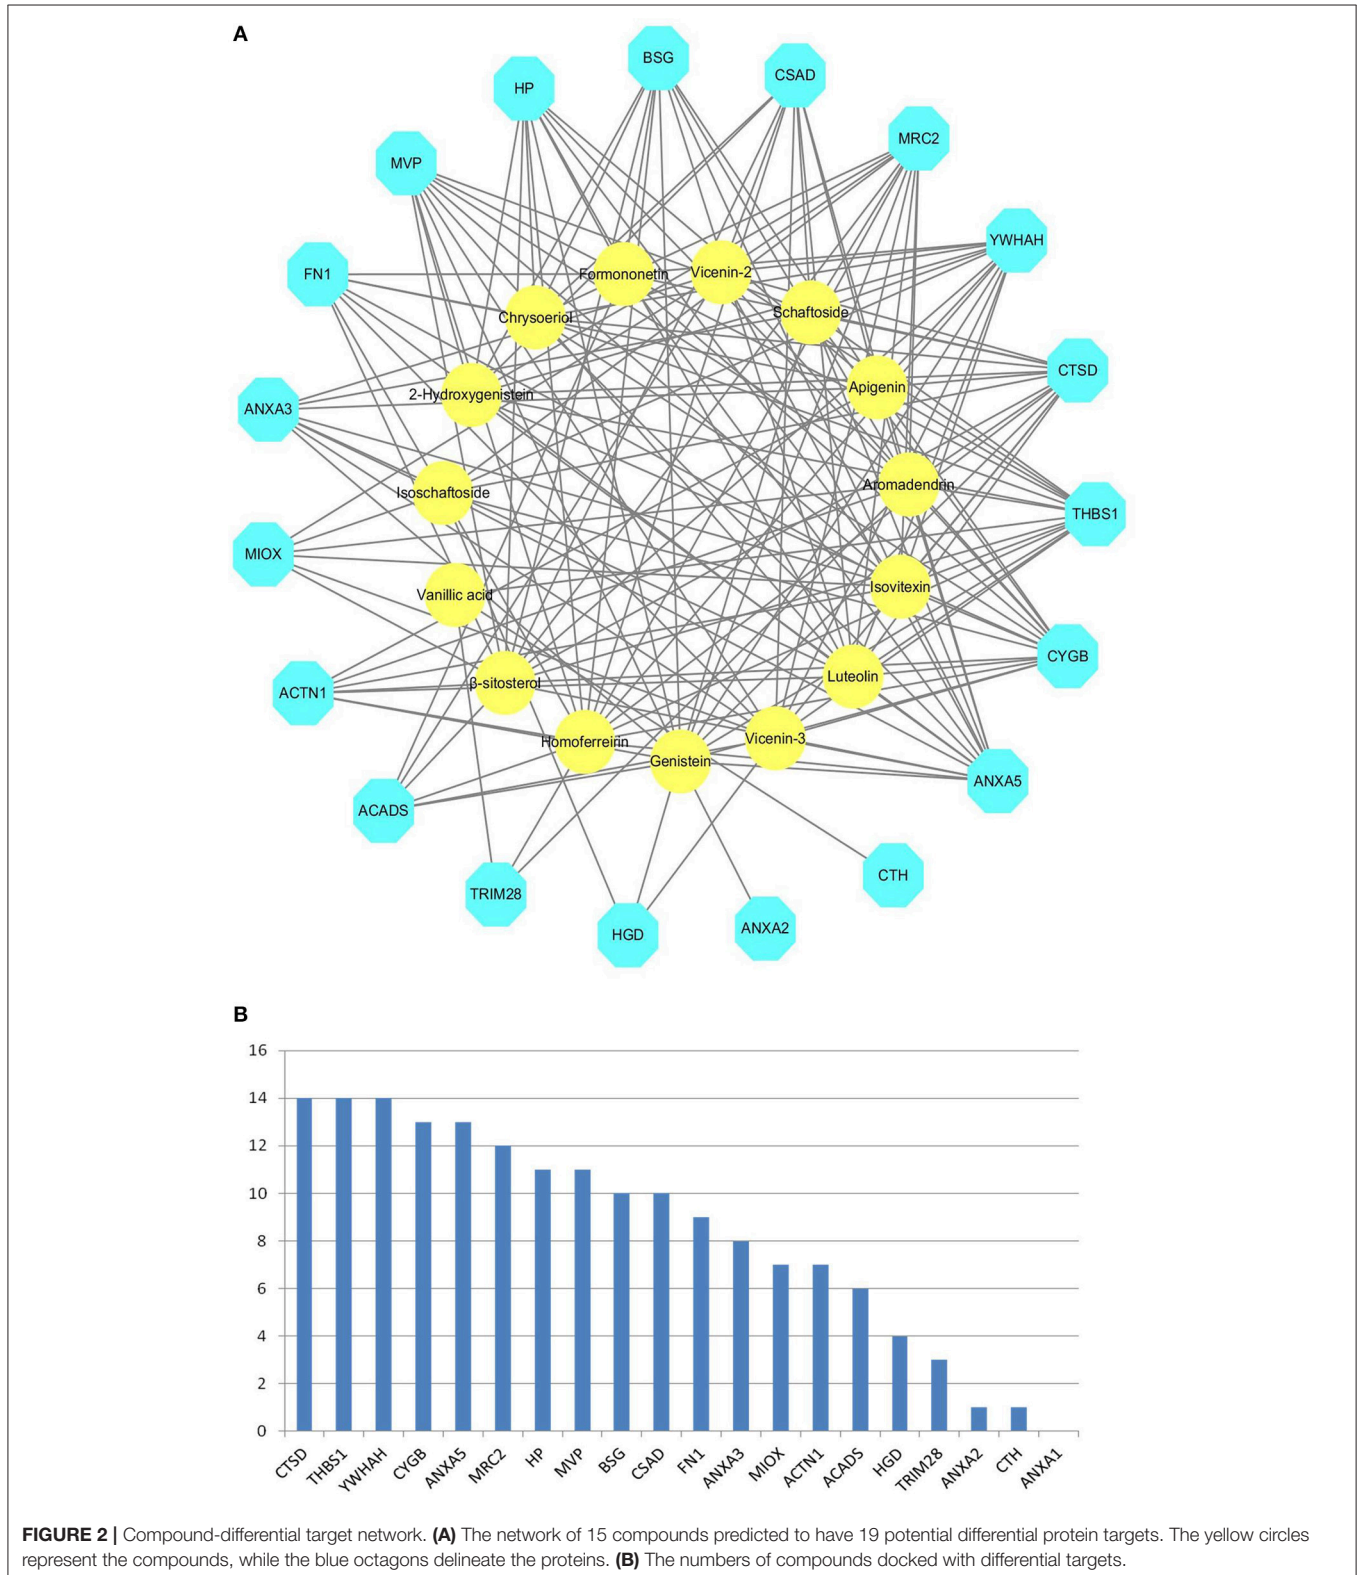 A
BSG
CSAD
HP
MRC2
MVP
YWHAH
FN1
Formononetin
Vicenin-2
Chrysoeriol
Schaftoside
CTSD
Apigenin
2-Hydroxygenistein
ANXA3
Aromadendrin
Isoschaftoside
THBS1
MIOX
Isovitexin
Vanillic acid
CYGB
Luteolin
β-sitosterol
ACTN1
Vicenin-3
Homoferreirin
Genistein
ANXA5
ACADS
CTH
TRIM28
ANXA2
HGD
B
16
14
12
10
8
6
4
2
0
CTSD THBS1 YWHAH CYGB ANXA5 MRC2 HP MVP BSG CSAD FN1 ANXA3 MIOX ACTN1 ACADS HGD TRIM28 ANXA2 CTH ANXA1
FIGURE 2 | Compound-differential target network. (A) The network of 15 compounds predicted to have 19 potential differential protein targets. The yellow circles
represent the compounds, while the blue octagons delineate the proteins. (B) The numbers of compounds docked with differential targets.